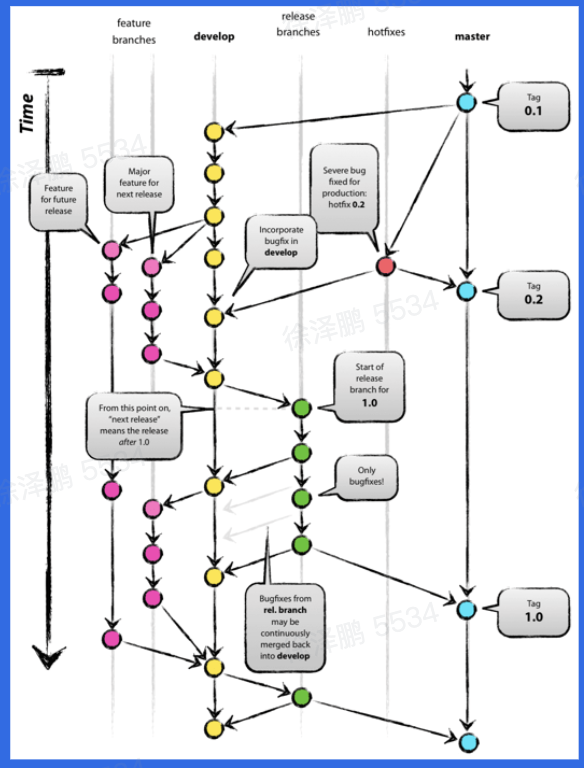 feature
branches
develop
release
branches
hotfixes
master
Time
Tag
0.1
Severe bug
fixed for
production:
hotfix 0.2
Major
feature for
next release
Feature
for future
release
Incorporate
bugfix in
develop
Tag
0.2
Start of
release
branch for
1.0
From this point on,
"next release"
means the release
after 1.0
Only
bugfixes!
Bugfixes from
rel. branch
may be
continuously
merged back
into develop
Tag
1.0
徐泽鹏 5534
徐泽鹏 5534
徐泽鹏 5534
徐泽鹏 5534
徐泽鹏 5534